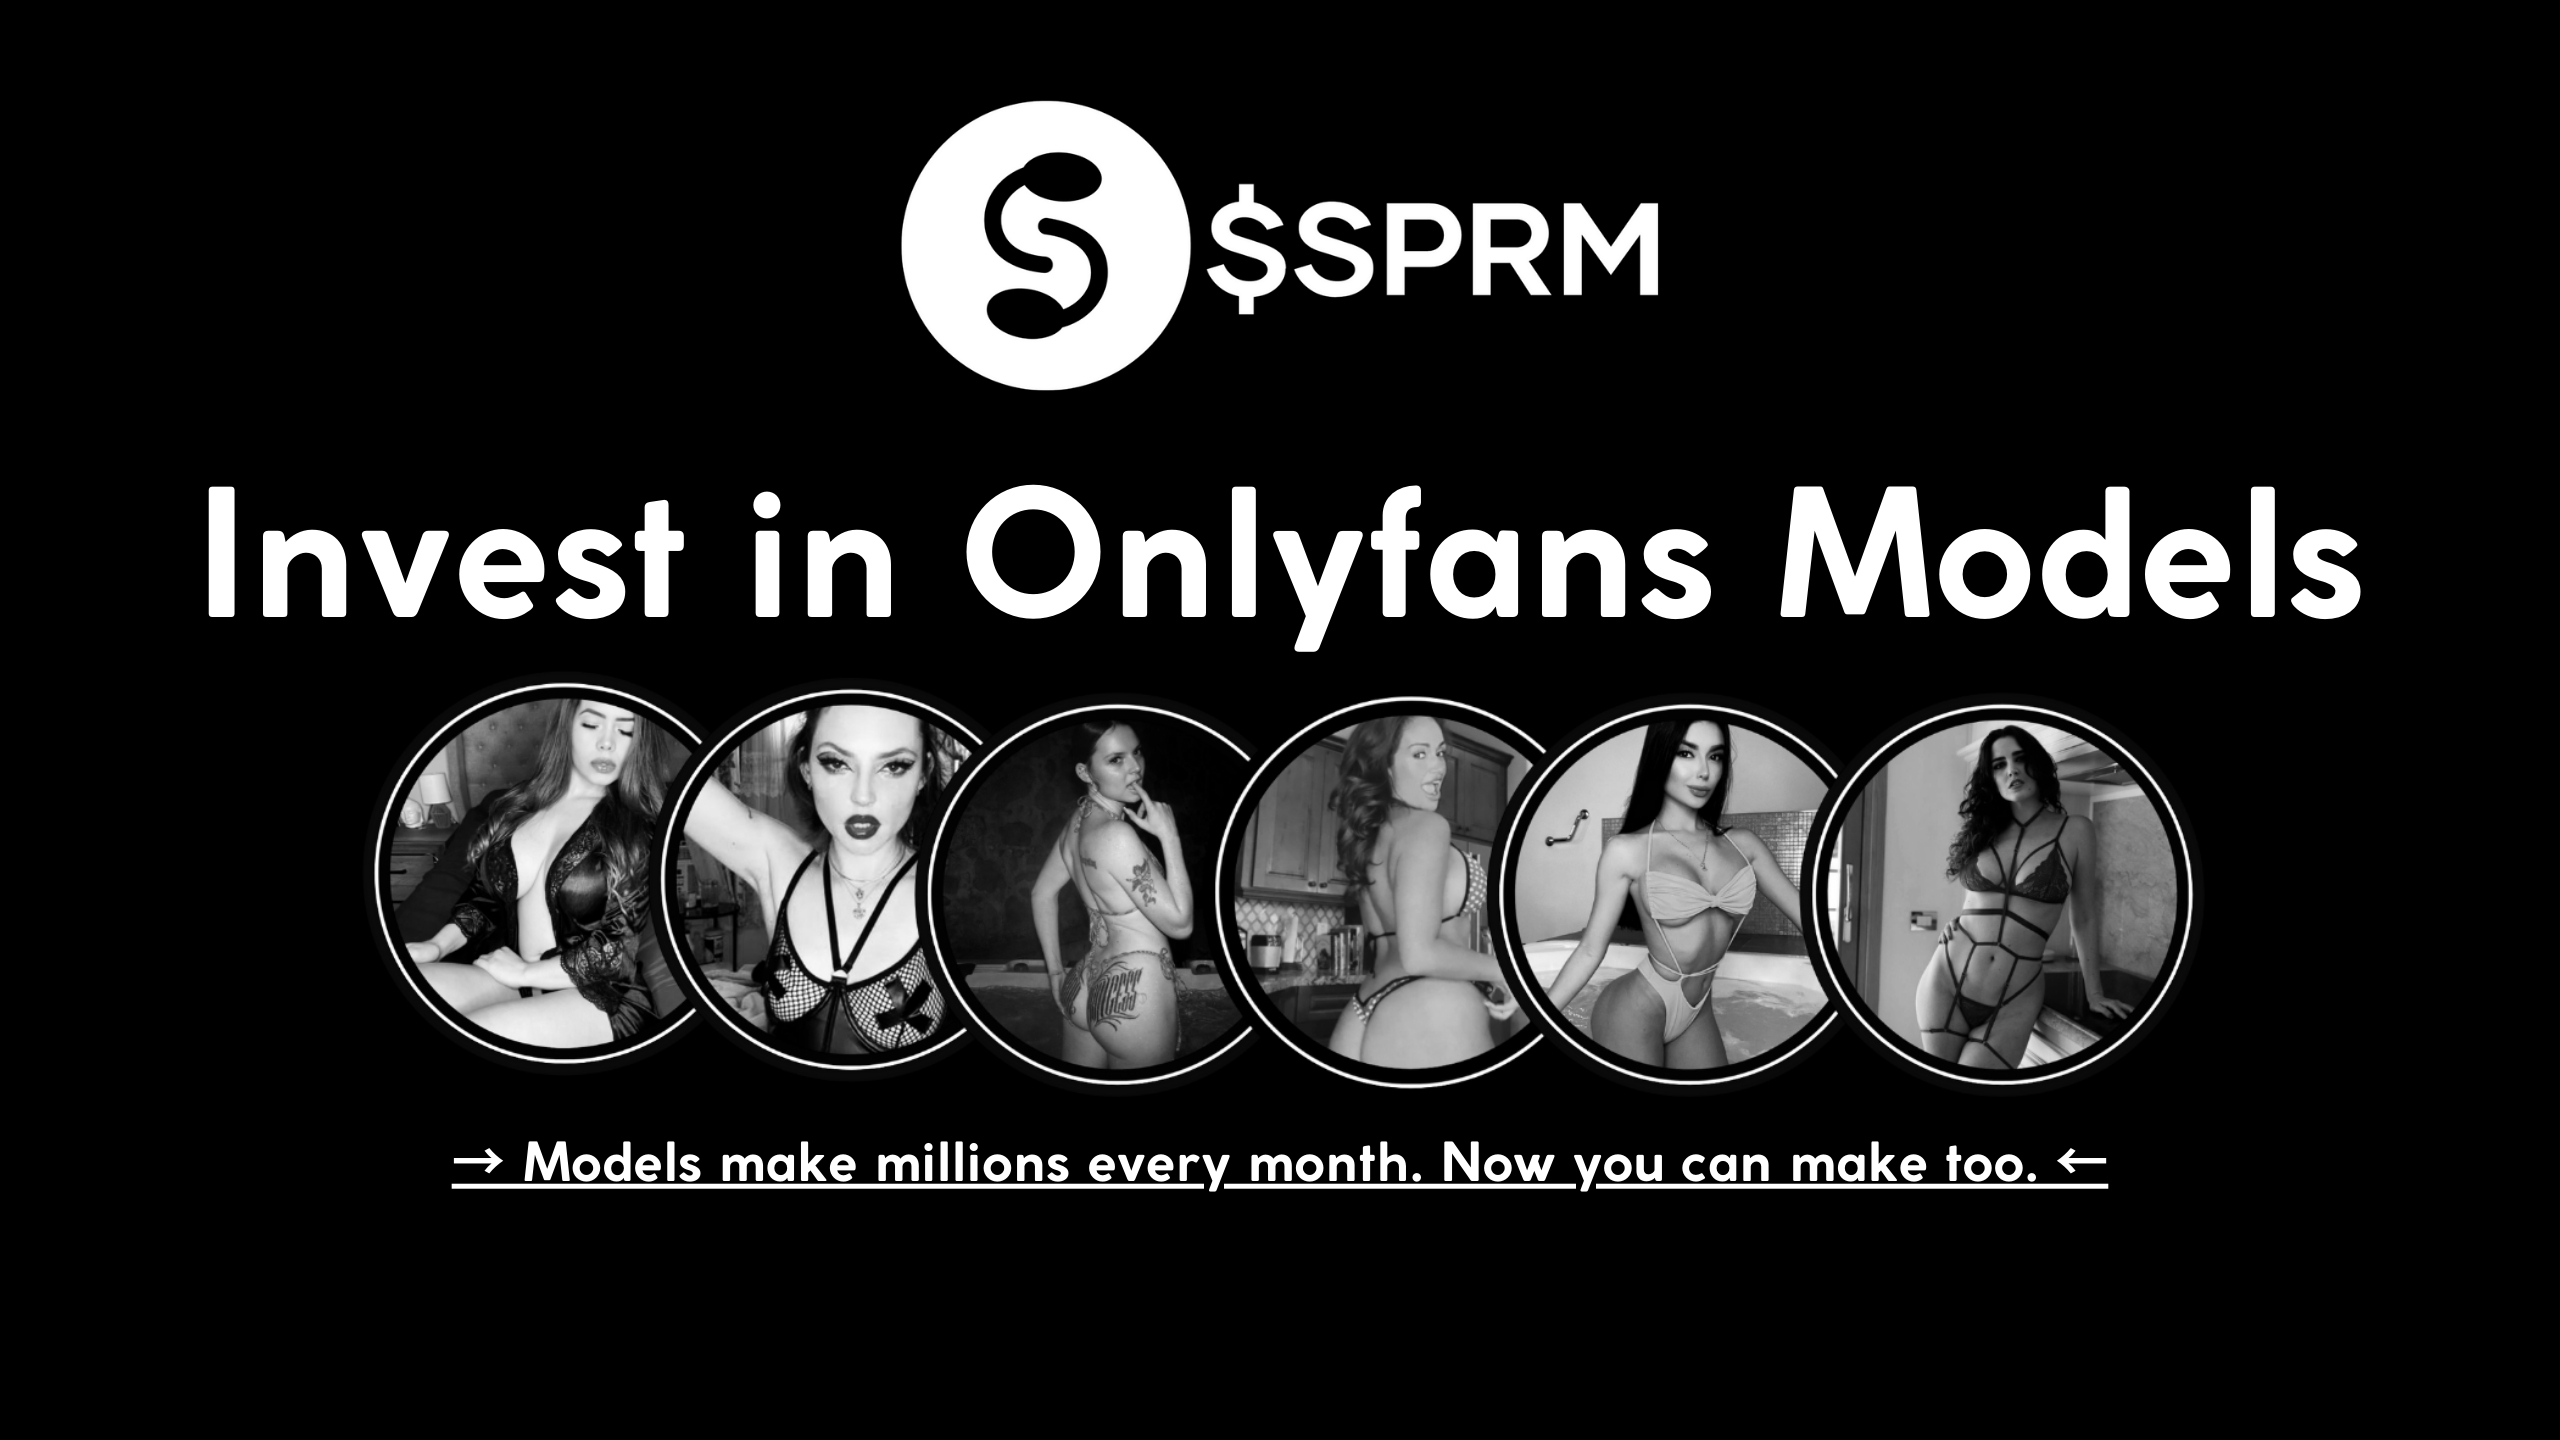 $SPRM
Invest in Onlyfans Models
→ Models make millions every month. Now you can make too. ←